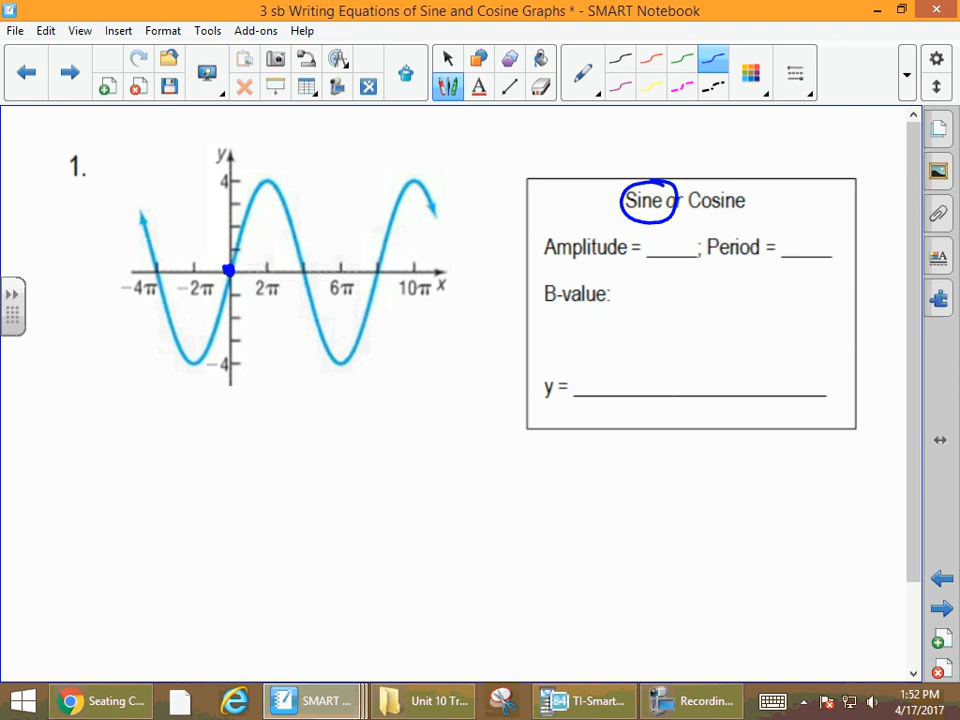 3 sb Writing Equations of Sine and Cosine Graphs * - SMART Notebook
File Edit View Insert Format Tools Add-ons Help
1.
y
4
-4π -2π 2π 6π 10π x
-4
Sine or Cosine
Amplitude = _____; Period = _____
B-value:
y = _________________________
Seating C... SMART ... Unit 10 Tr... TI-Smart... Recording...
1:52 PM
4/17/2017